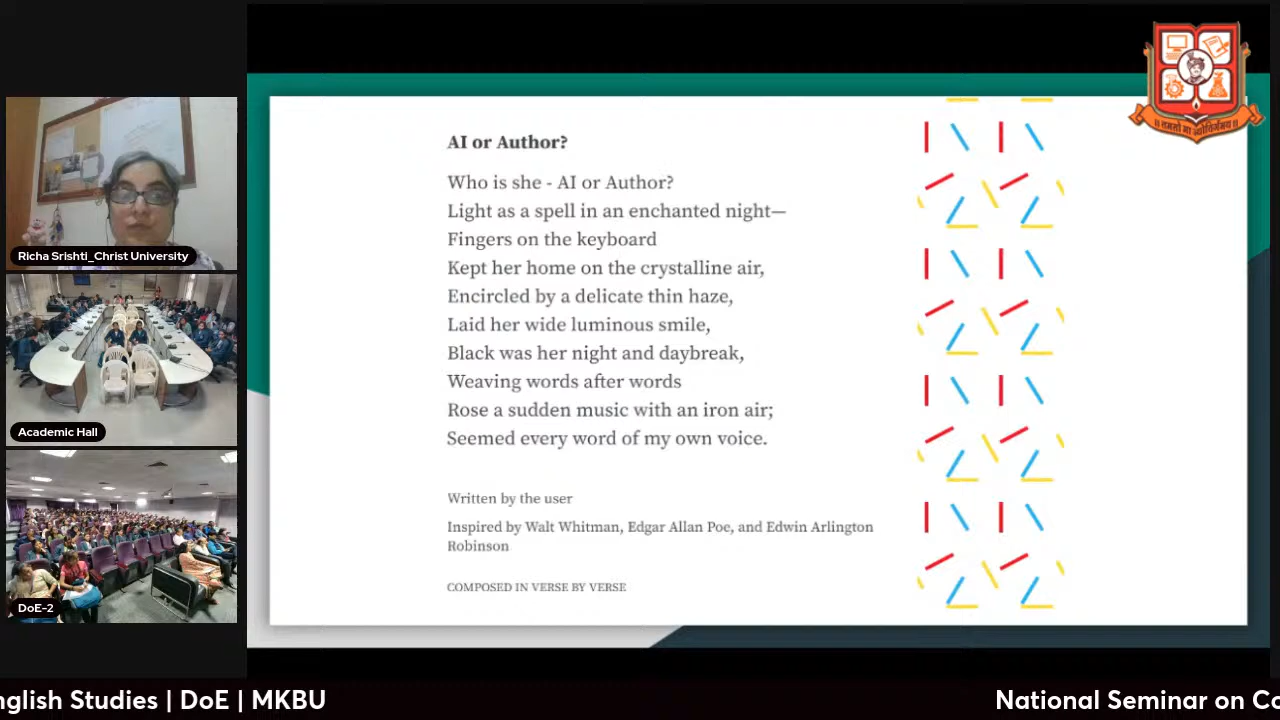 AI or Author?
Who is she - AI or Author?
Light as a spell in an enchanted night—
Fingers on the keyboard
Kept her home on the crystalline air,
Encircled by a delicate thin haze,
Laid her wide luminous smile,
Black was her night and daybreak,
Weaving words after words
Rose a sudden music with an iron air;
Seemed every word of my own voice.
Written by the user
Inspired by Walt Whitman, Edgar Allan Poe, and Edwin Arlington
Robinson
COMPOSED IN VERSE BY VERSE
Richa Srishti_Christ University
Academic Hall
DoE-2
।। तमसो मा ज्योतिर्गमय ।।
nglish Studies | DoE | MKBU
National Seminar on Co